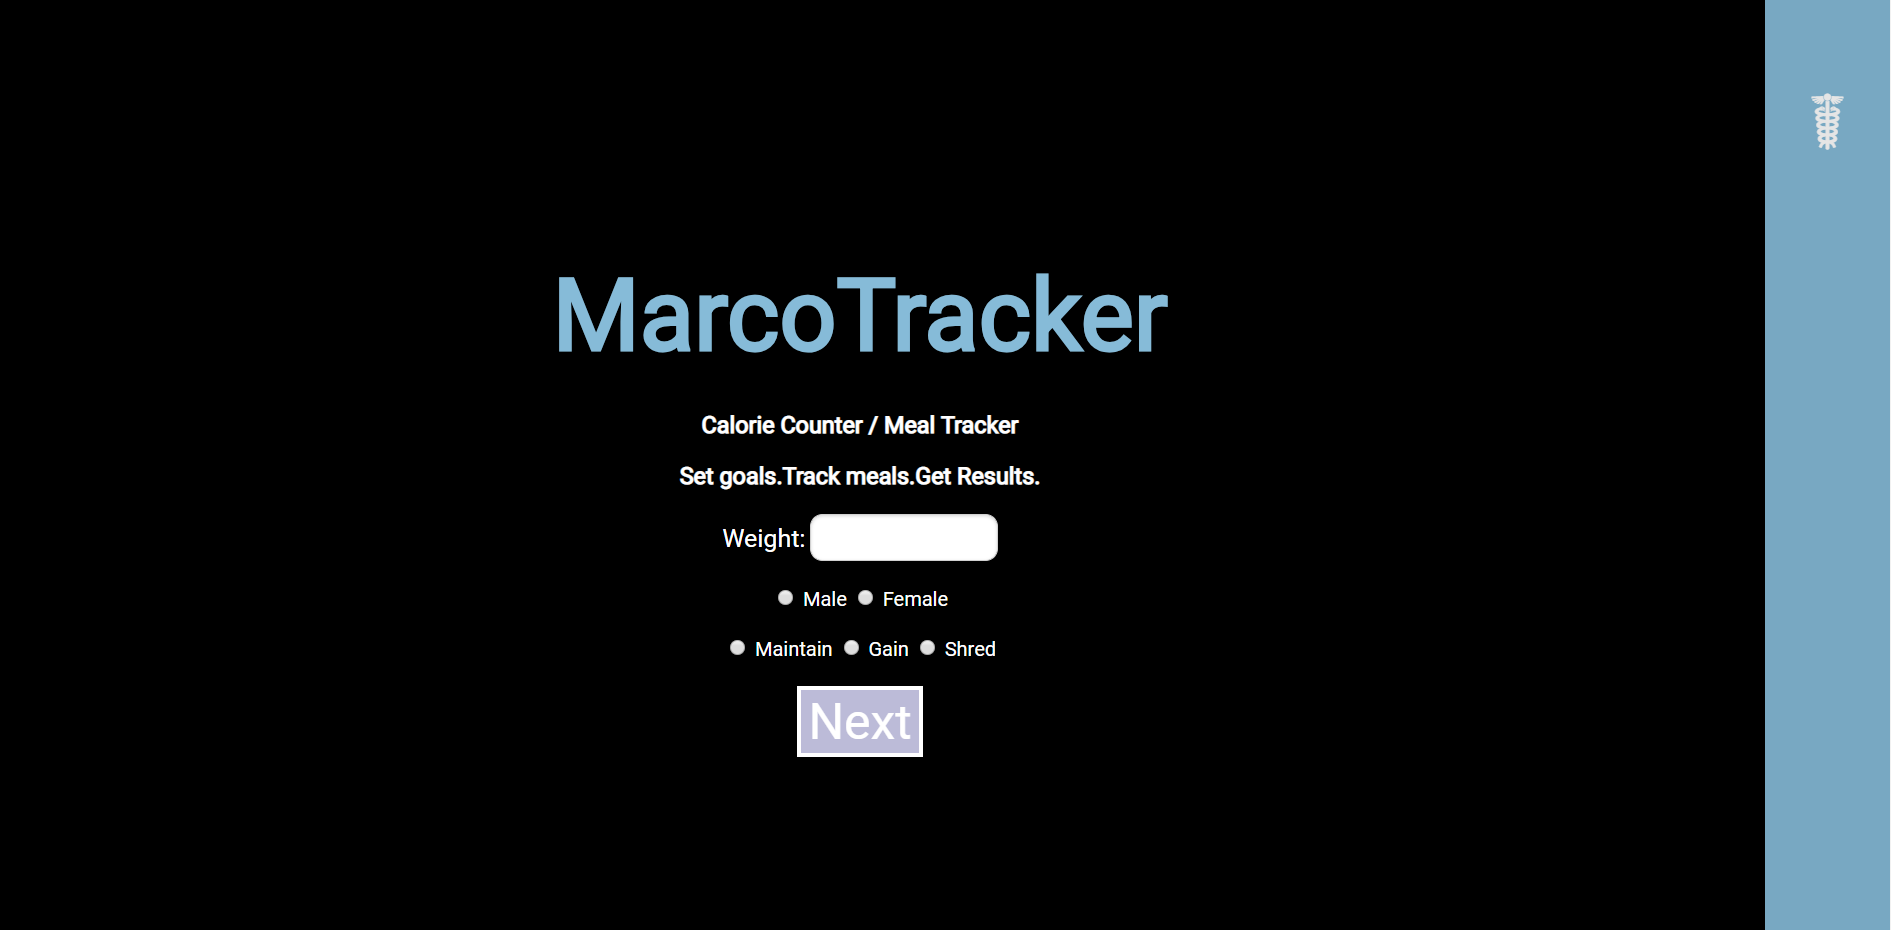 MarcoTracker
Calorie Counter / Meal Tracker
Set goals.Track meals.Get Results.
Weight:
Male Female
Maintain Gain Shred
Next